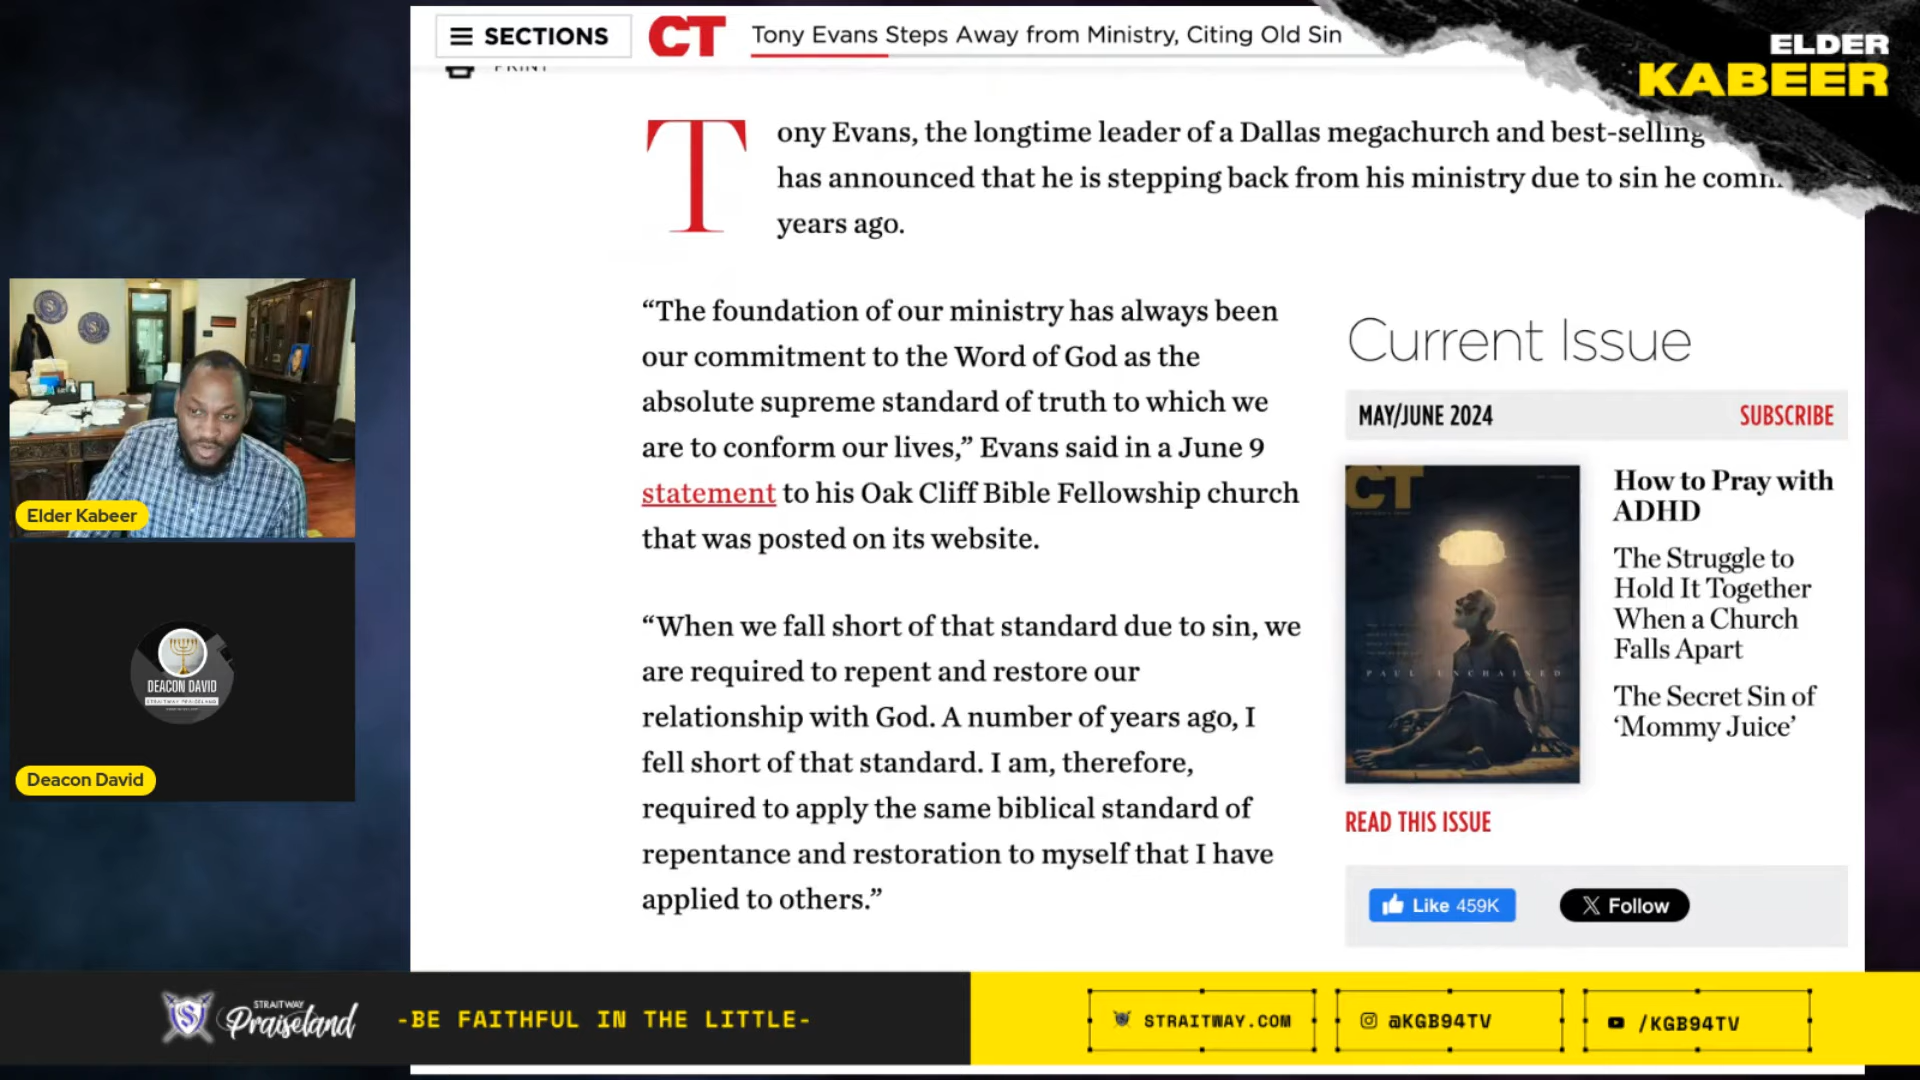 SECTIONS
CT
Tony Evans Steps Away from Ministry, Citing Old Sin
ELDER
KABEER
PRINT
Tony Evans, the longtime leader of a Dallas megachurch and best-selling
has announced that he is stepping back from his ministry due to sin he
years ago.
“The foundation of our ministry has always been
our commitment to the Word of God as the
absolute supreme standard of truth to which we
are to conform our lives,” Evans said in a June 9
statement to his Oak Cliff Bible Fellowship church
that was posted on its website.
“When we fall short of that standard due to sin, we
are required to repent and restore our
relationship with God. A number of years ago, I
fell short of that standard. I am, therefore,
required to apply the same biblical standard of
repentance and restoration to myself that I have
applied to others.”
Current Issue
MAY/JUNE 2024
SUBSCRIBE
CT
PAUL UNCHAINED
How to Pray with
ADHD
The Struggle to
Hold It Together
When a Church
Falls Apart
The Secret Sin of
‘Mommy Juice’
READ THIS ISSUE
Like 459K
X Follow
Elder Kabeer
DEACON DAVID
STRAITWAY PRAISELAND
Deacon David
STRAITWAY
Praiseland
-BE FAITHFUL IN THE LITTLE-
STRAITWAY.COM
@KGB94TV
/KGB94TV